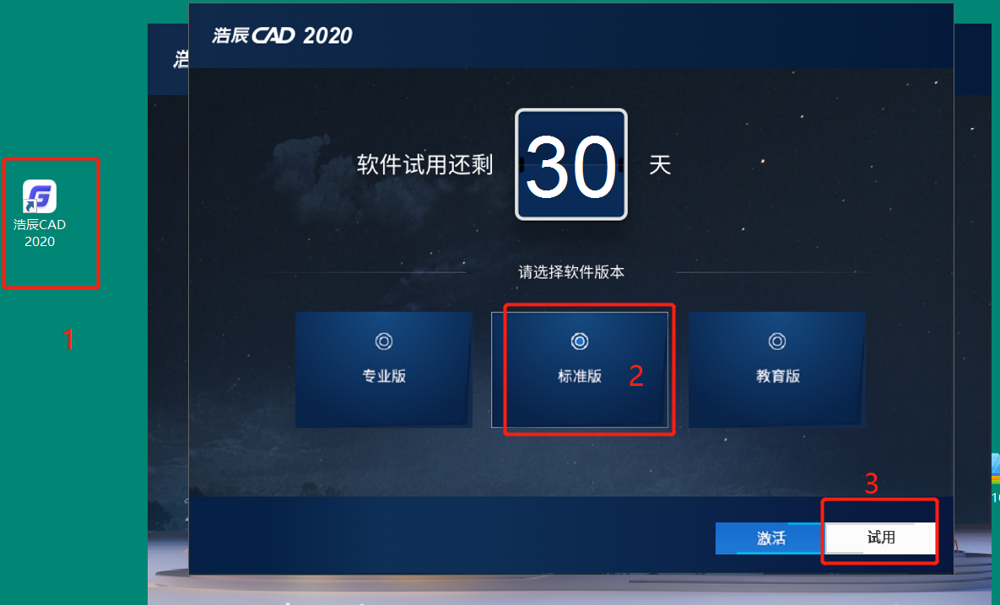 浩辰CAD 2020
浩
软件试用还剩 30 天
请选择软件版本
专业版
标准版
2
教育版
浩辰CAD
2020
1
3
激活
试用